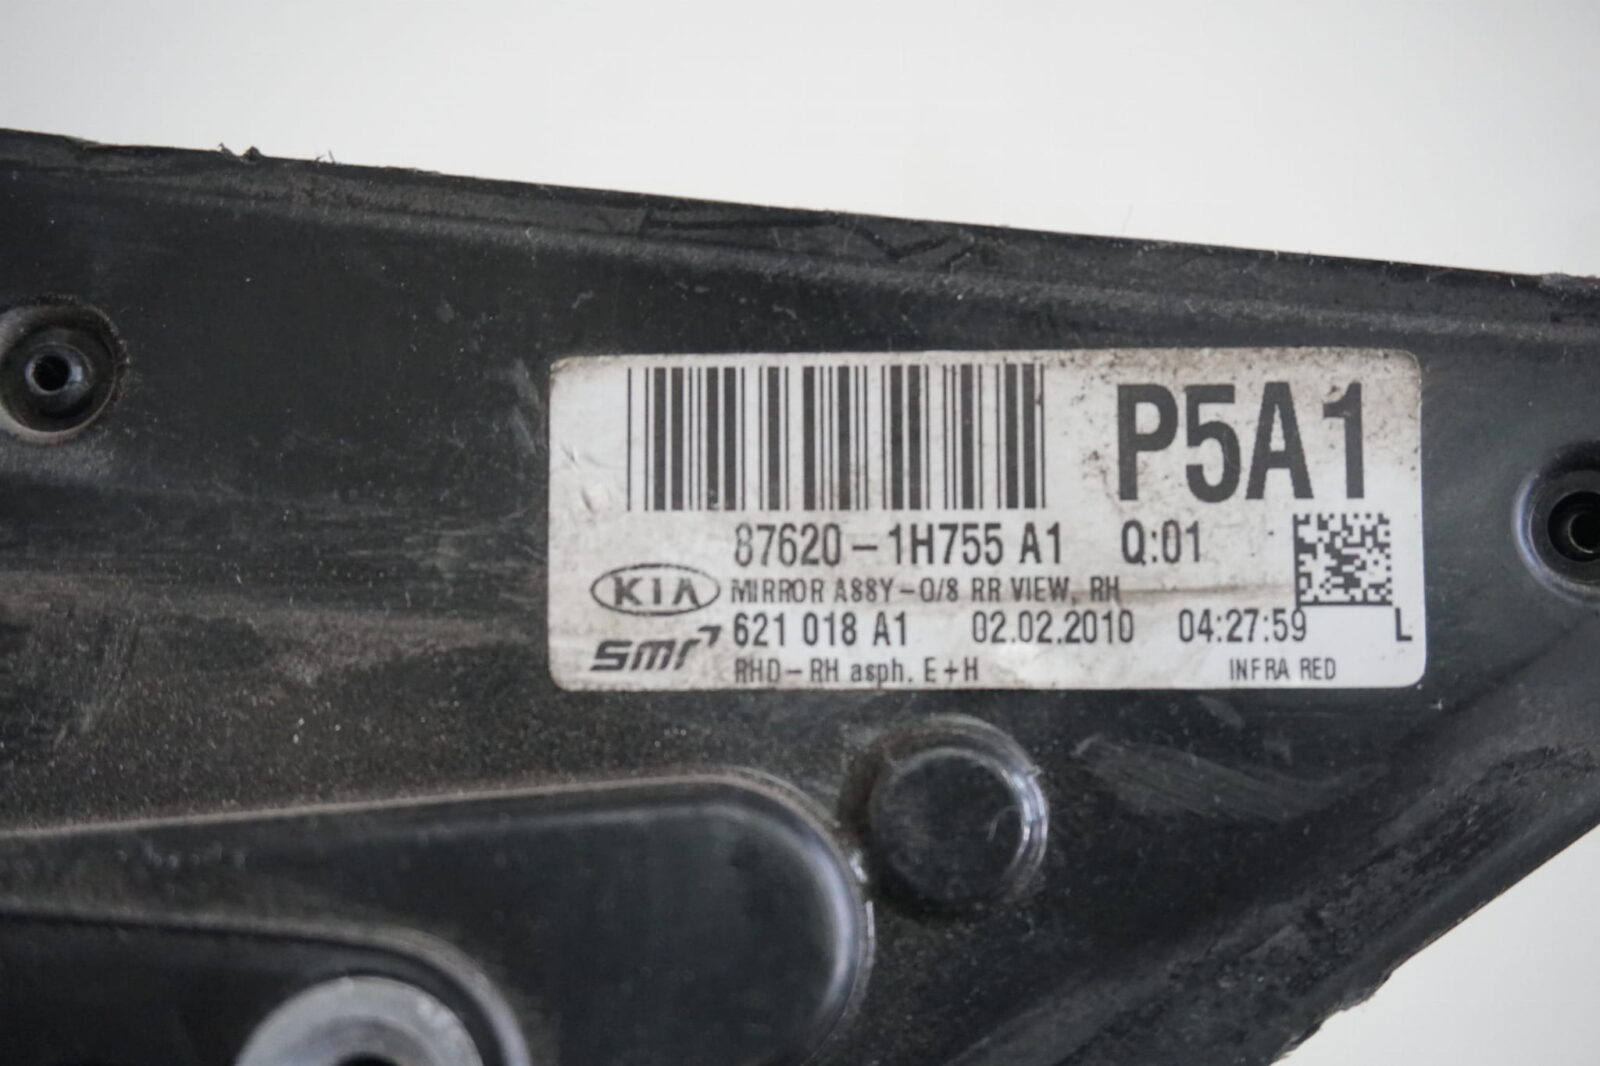 P5A1
87620-1H755 A1 Q:01
KIA MIRROR ASSY-O/S RR VIEW, RH
smr 621 018 A1 02.02.2010 04:27:59 L
RHD-RH asph. E+H INFRA RED